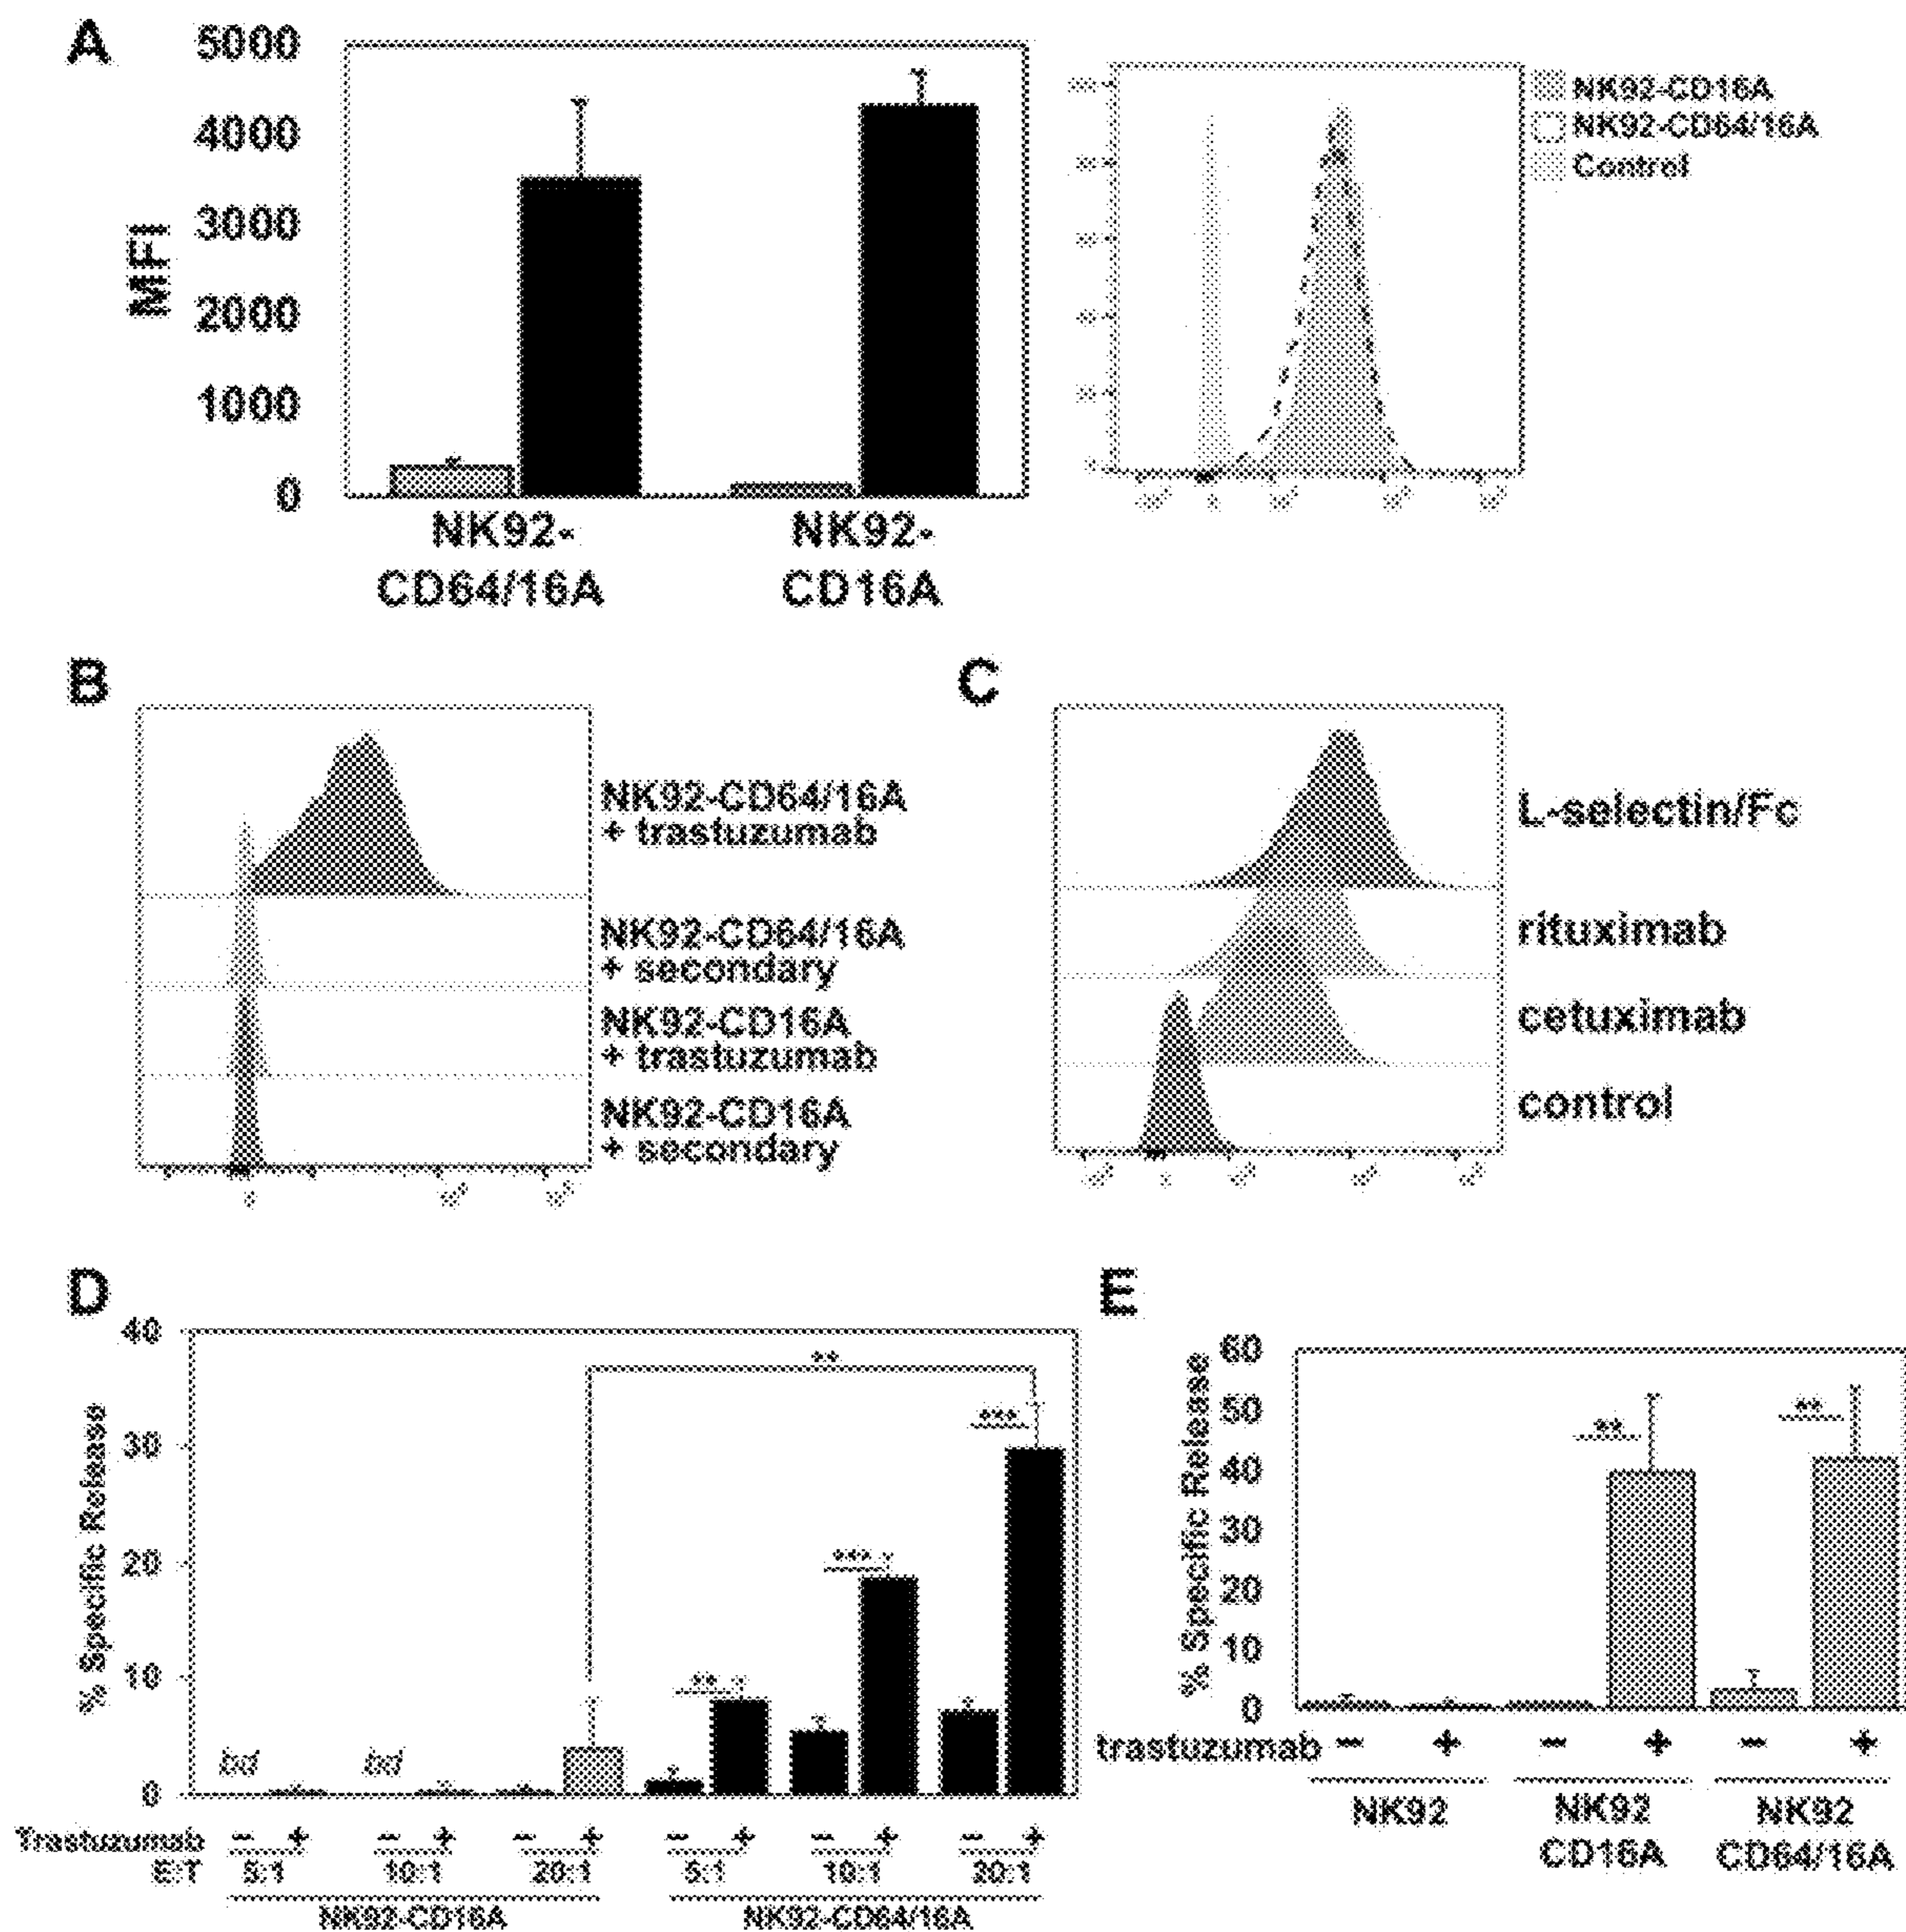 A
5000
4000
3000
2000
1000
0
MFI
NK92-
CD64/16A
NK92-
CD16A
NK92-CD16A
NK92-CD64/16A
Control
B
NK92-CD64/16A
+ trastuzumab
NK92-CD64/16A
+ secondary
NK92-CD16A
+ trastuzumab
NK92-CD16A
+ secondary
0
C
L-selectin/Fc
rituximab
cetuximab
control
D
40
30
20
10
0
% Specific Release
**
***
***
**
bd
bd
Trastuzumab − + − + − + − + − + − +
E:T 5:1 10:1 20:1 5:1 10:1 20:1
NK92-CD16A NK92-CD64/16A
E
60
50
40
30
20
10
0
% Specific Release
**
**
trastuzumab − + − + − +
NK92 NK92 NK92
CD16A CD64/16A